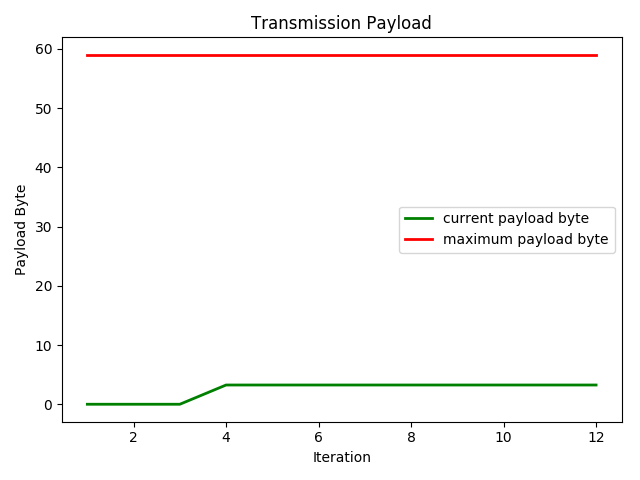 Transmission Payload
60
50
40
30
20
10
0
Payload Byte
current payload byte
maximum payload byte
2 4 6 8 10 12
Iteration